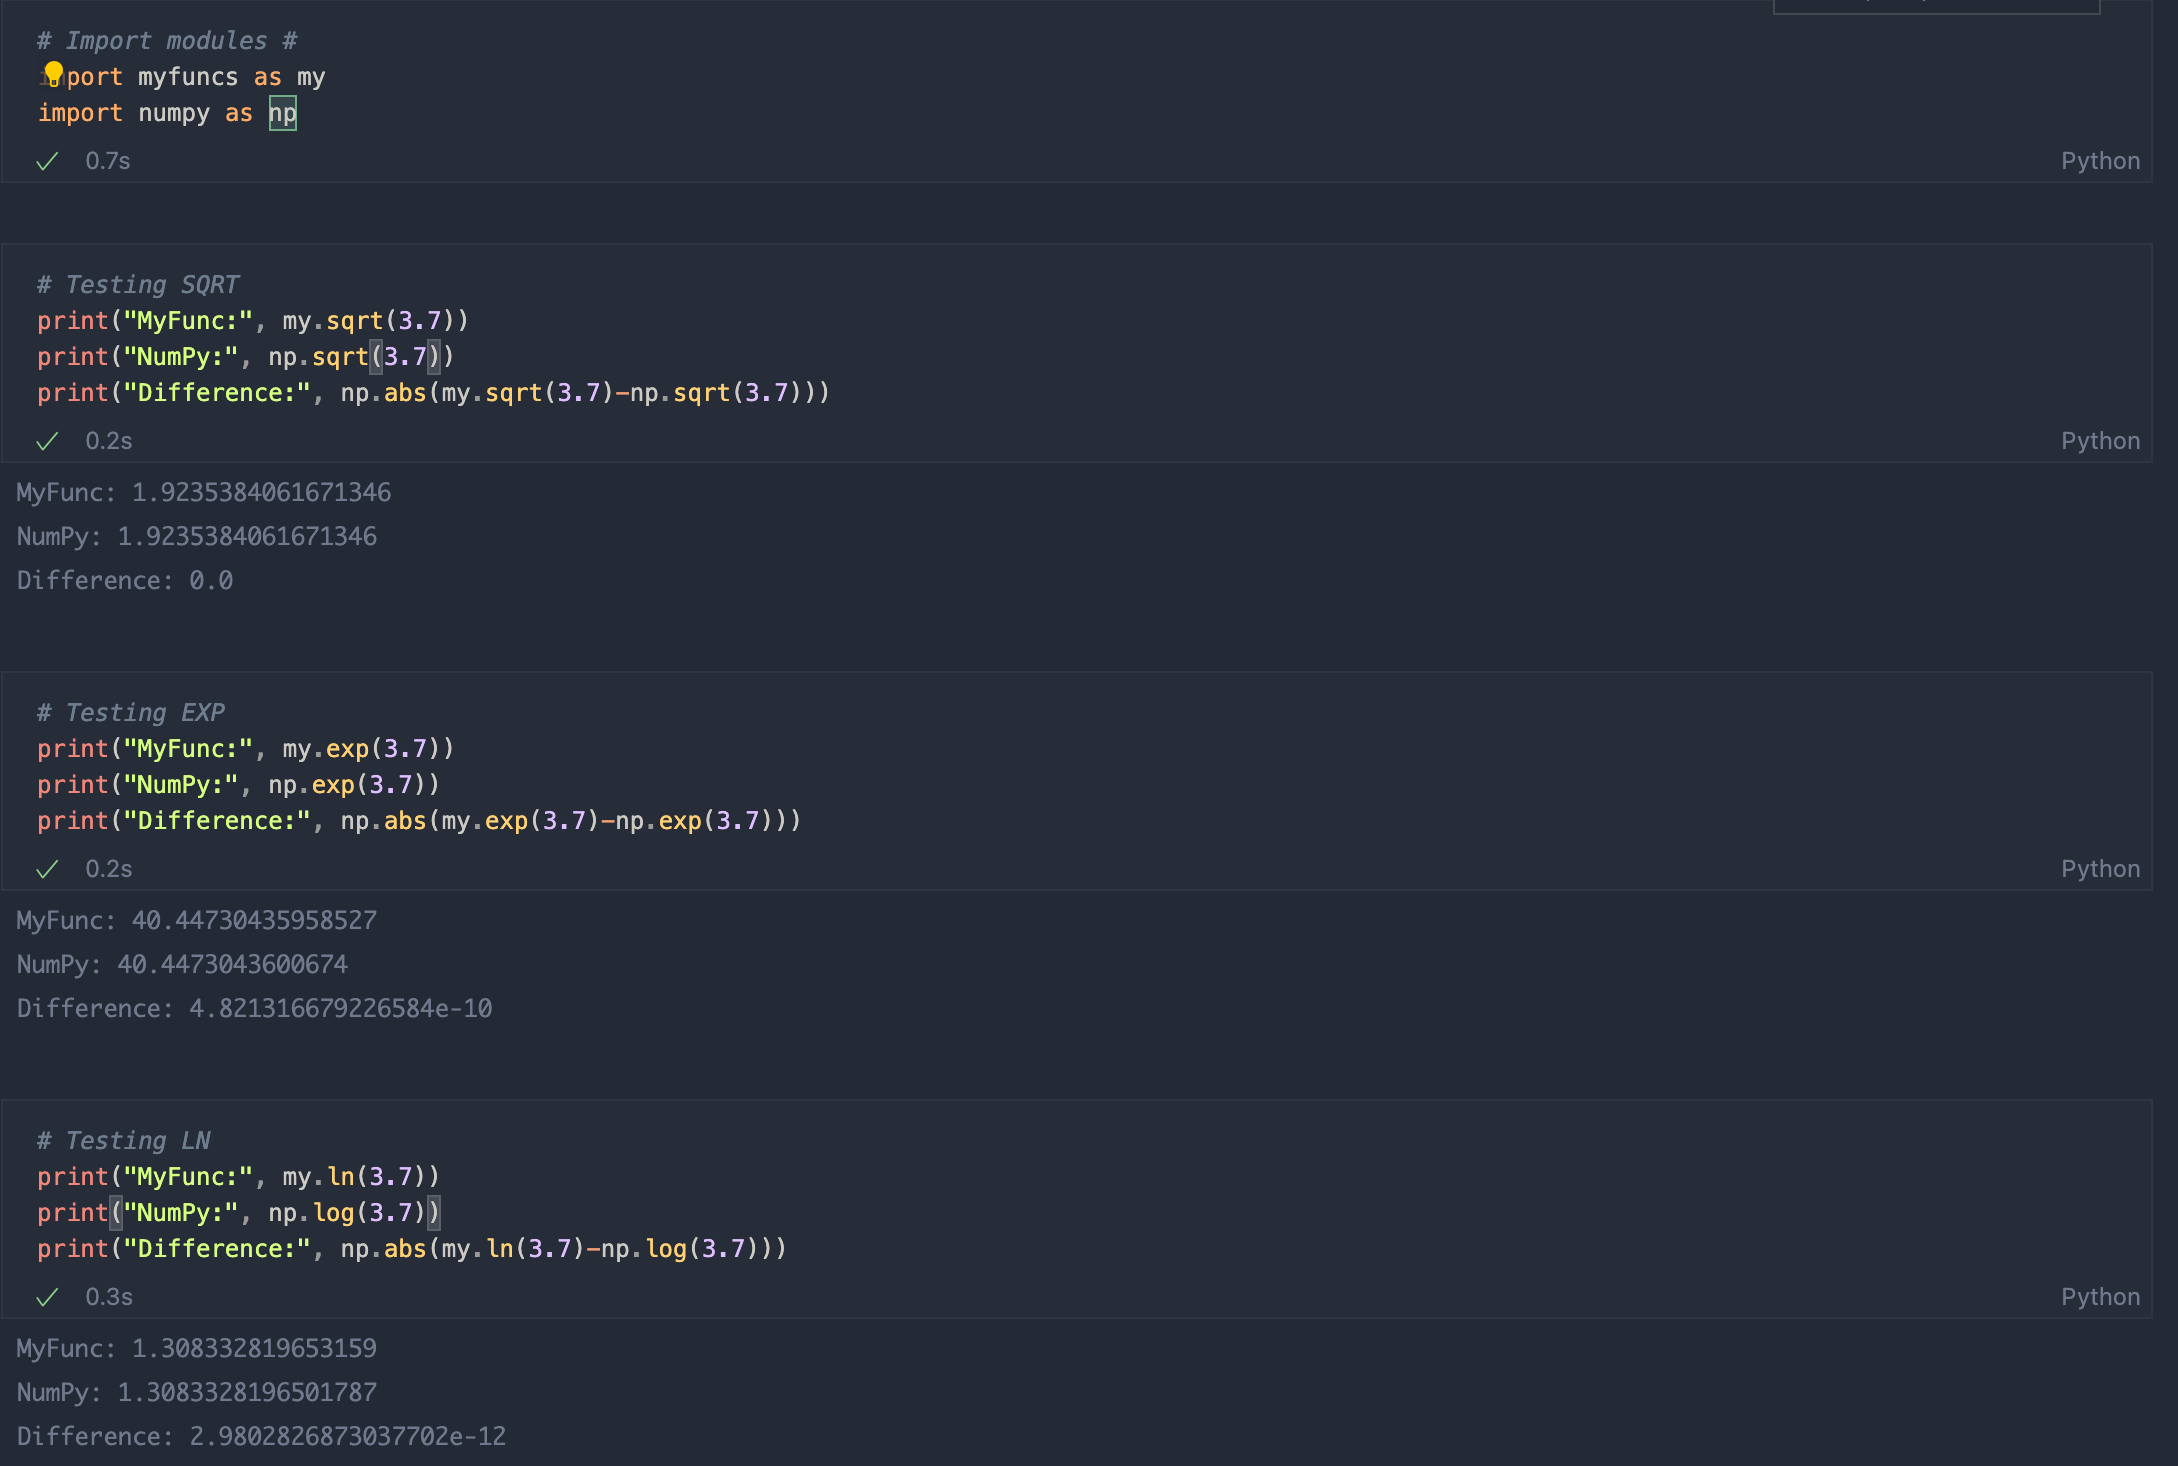 # Import modules #
import myfuncs as my
import numpy as np
0.7s
Python
# Testing SQRT
print("MyFunc:", my.sqrt(3.7))
print("NumPy:", np.sqrt(3.7))
print("Difference:", np.abs(my.sqrt(3.7)-np.sqrt(3.7)))
0.2s
Python
MyFunc: 1.9235384061671346
NumPy: 1.9235384061671346
Difference: 0.0
# Testing EXP
print("MyFunc:", my.exp(3.7))
print("NumPy:", np.exp(3.7))
print("Difference:", np.abs(my.exp(3.7)-np.exp(3.7)))
0.2s
Python
MyFunc: 40.44730435958527
NumPy: 40.4473043600674
Difference: 4.821316679226584e-10
# Testing LN
print("MyFunc:", my.ln(3.7))
print("NumPy:", np.log(3.7))
print("Difference:", np.abs(my.ln(3.7)-np.log(3.7)))
0.3s
Python
MyFunc: 1.308332819653159
NumPy: 1.3083328196501787
Difference: 2.9802826873037702e-12